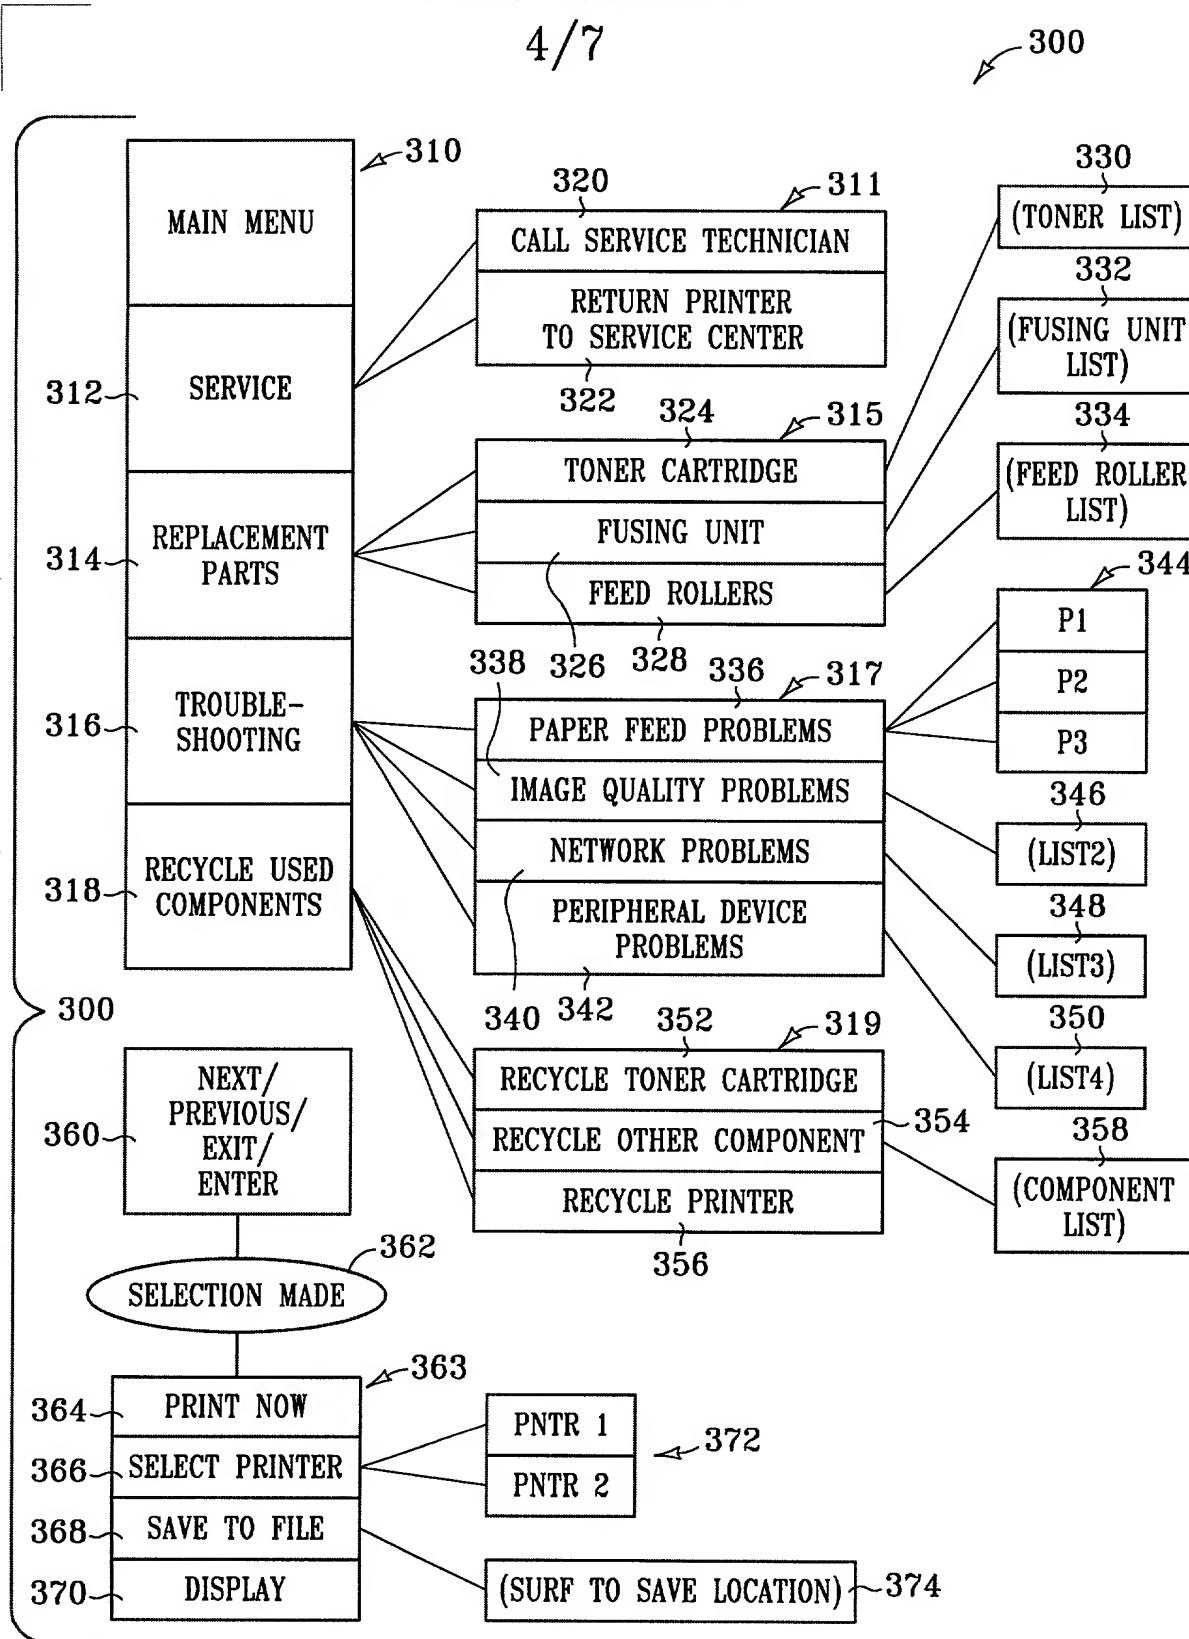 4/7
300
310
MAIN MENU
312
SERVICE
314
REPLACEMENT
PARTS
316
TROUBLE-
SHOOTING
318
RECYCLE USED
COMPONENTS
320
311
CALL SERVICE TECHNICIAN
RETURN PRINTER
TO SERVICE CENTER
322
324
315
TONER CARTRIDGE
FUSING UNIT
FEED ROLLERS
326
328
330
(TONER LIST)
332
(FUSING UNIT
LIST)
334
(FEED ROLLER
LIST)
338
336
317
PAPER FEED PROBLEMS
IMAGE QUALITY PROBLEMS
NETWORK PROBLEMS
PERIPHERAL DEVICE
PROBLEMS
340
342
344
P1
P2
P3
346
(LIST2)
348
(LIST3)
350
(LIST4)
352
319
RECYCLE TONER CARTRIDGE
RECYCLE OTHER COMPONENT
354
RECYCLE PRINTER
356
358
(COMPONENT
LIST)
300
360
NEXT/
PREVIOUS/
EXIT/
ENTER
362
SELECTION MADE
363
364
PRINT NOW
366
SELECT PRINTER
368
SAVE TO FILE
370
DISPLAY
PNTR 1
PNTR 2
372
(SURF TO SAVE LOCATION)
374